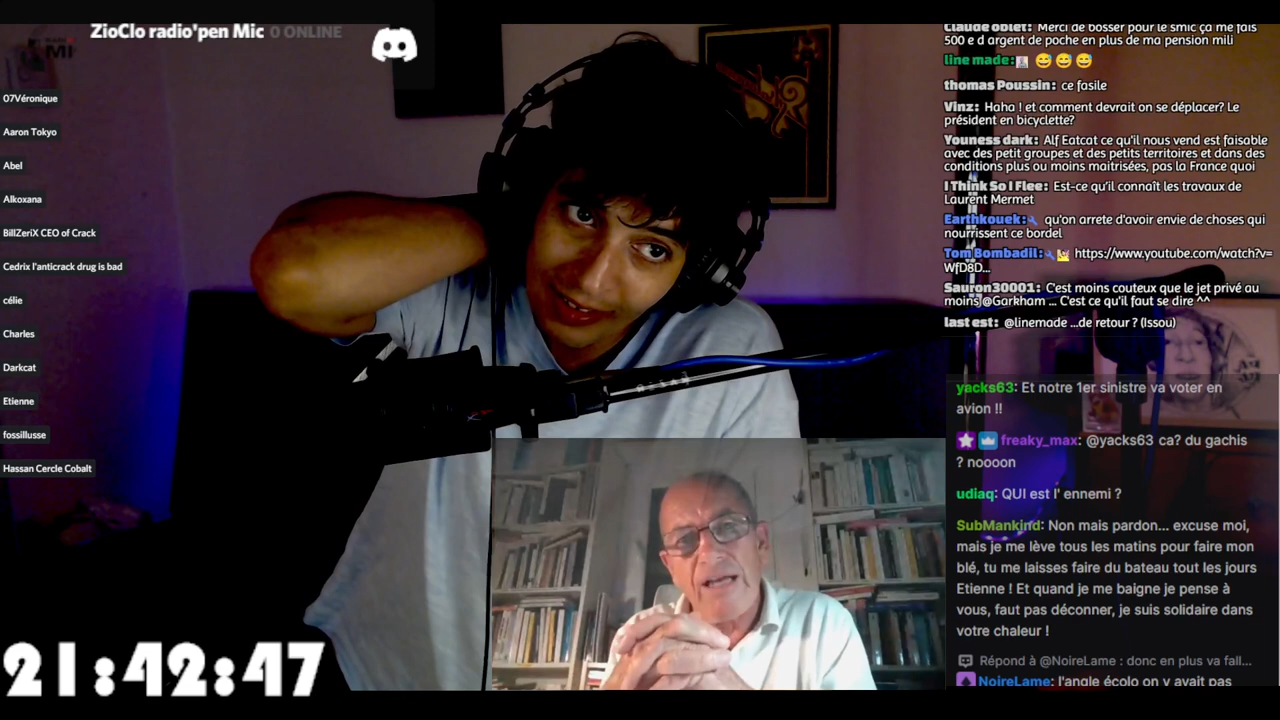 ZioClo radio'pen Mic 0 ONLINE
MI
07Véronique
Aaron Tokyo
Abel
Alkoxana
BillZeriX CEO of Crack
Cedrix l'anticrack drug is bad
célie
Charles
Darkcat
Etienne
fossillusse
Hassan Cercle Cobalt
21:42:47
Claude oblet: Merci de bosser pour le smic ça me fais
500 e d argent de poche en plus de ma pension mili
line made:
thomas Poussin: ce fasile
Vinz: Haha ! et comment devrait on se déplacer? Le
président en bicyclette?
Youness dark: Alf Eatcat ce qu'il nous vend est faisable
avec des petit groupes et des petits territoires et dans des
conditions plus ou moins maitrisées, pas la France quoi
I Think So I Flee: Est-ce qu'il connaît les travaux de
Laurent Mermet
Earthkouek: qu'on arrete d'avoir envie de choses qui
nourrissent ce bordel
Tom Bombadil: https://www.youtube.com/watch?v=
WfD8D...
Sauron30001: C'est moins couteux que le jet privé au
moins]@Garkham ... C'est ce qu'il faut se dire ^^
last est: @linemade ...de retour ? (Issou)
yacks63: Et notre 1er sinistre va voter en
avion !!
freaky_max: @yacks63 ca? du gachis
? noooon
udiaq: QUI est l' ennemi ?
SubMankind: Non mais pardon... excuse moi,
mais je me lève tous les matins pour faire mon
blé, tu me laisses faire du bateau tout les jours
Etienne ! Et quand je me baigne je pense à
vous, faut pas déconner, je suis solidaire dans
votre chaleur !
Répond à @NoireLame : donc en plus va fall...
NoireLame: l'angle écolo on y avait pas